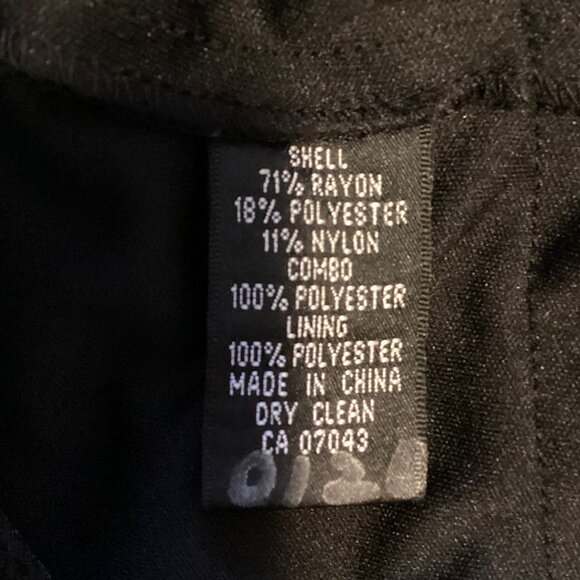 SHELL
71% RAYON
18% POLYESTER
11% NYLON
COMBO
100% POLYESTER
LINING
100% POLYESTER
MADE IN CHINA
DRY CLEAN
CA 07043